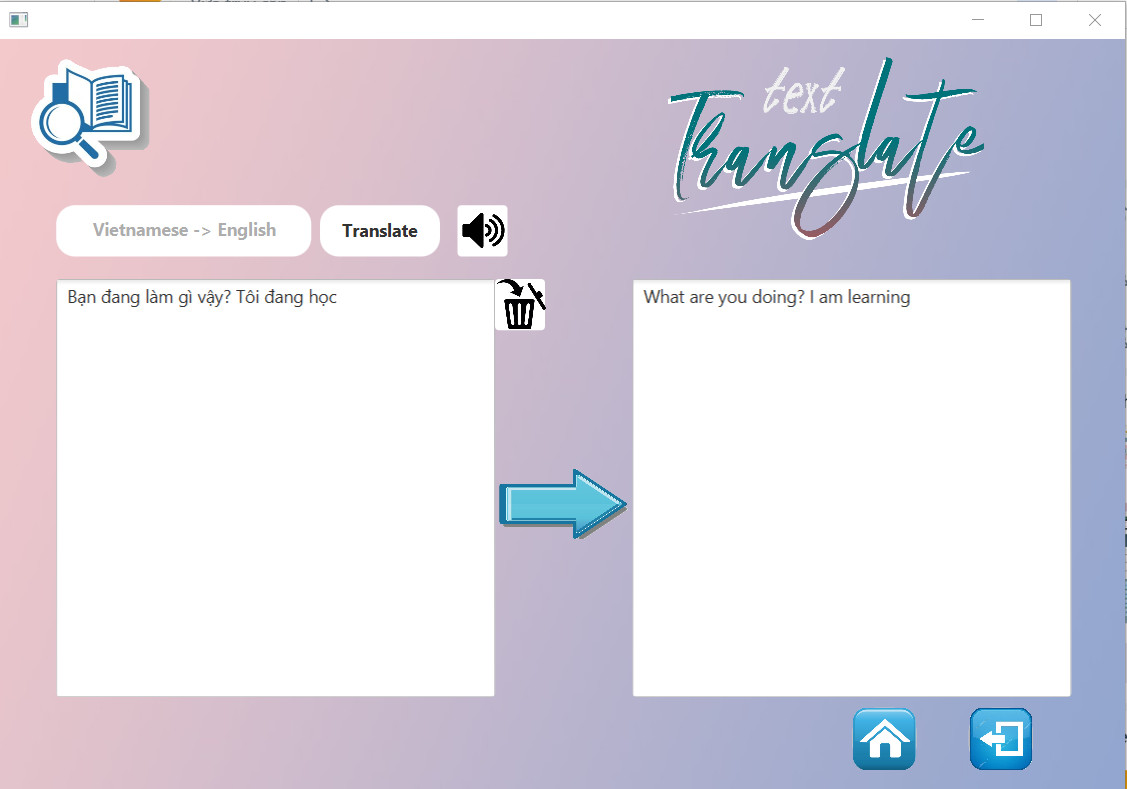 text
Translate
Vietnamese -> English
Translate
Bạn đang làm gì vậy? Tôi đang học
What are you doing? I am learning